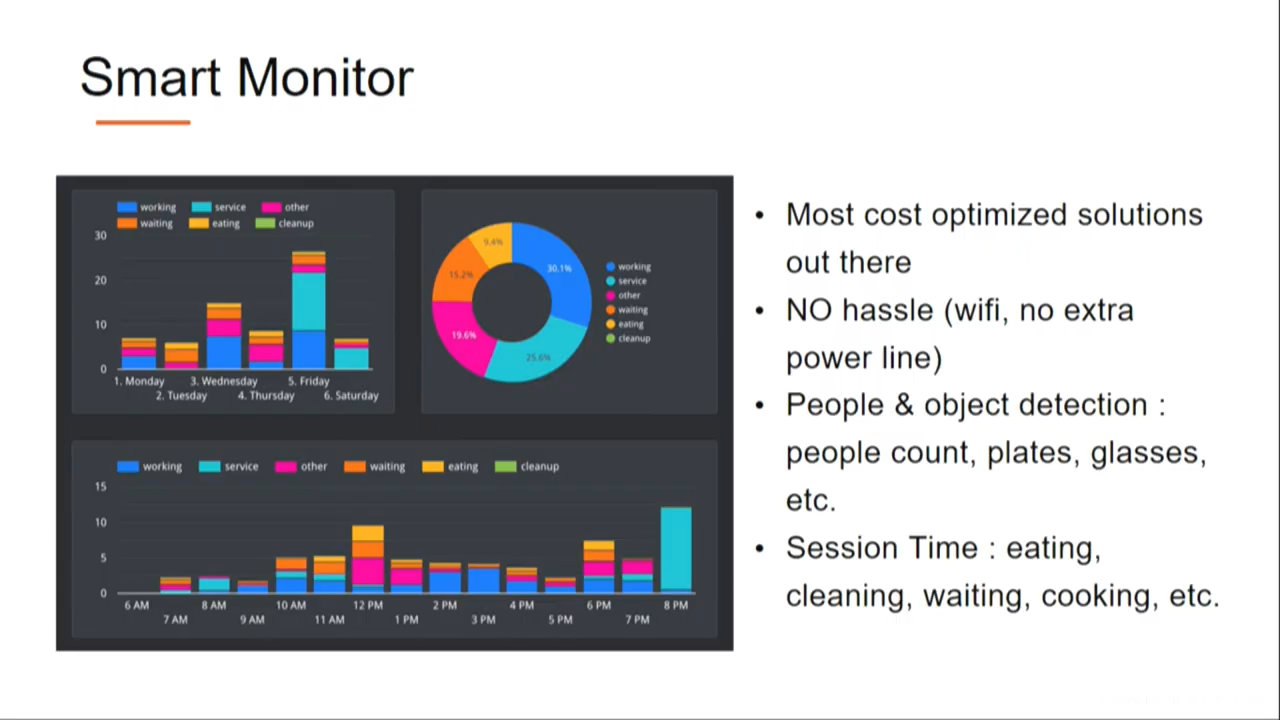 Smart Monitor
working service other
waiting eating cleanup
30
20
10
0
1. Monday 3. Wednesday 5. Friday
2. Tuesday 4. Thursday 6. Saturday
9.4%
30.1%
15.2%
19.6%
25.6%
working
service
other
waiting
eating
cleanup
working service other waiting eating cleanup
15
10
5
0
6 AM 8 AM 10 AM 12 PM 2 PM 4 PM 6 PM 8 PM
7 AM 9 AM 11 AM 1 PM 3 PM 5 PM 7 PM
• Most cost optimized solutions
out there
• NO hassle (wifi, no extra
power line)
• People & object detection :
people count, plates, glasses,
etc.
• Session Time : eating,
cleaning, waiting, cooking, etc.